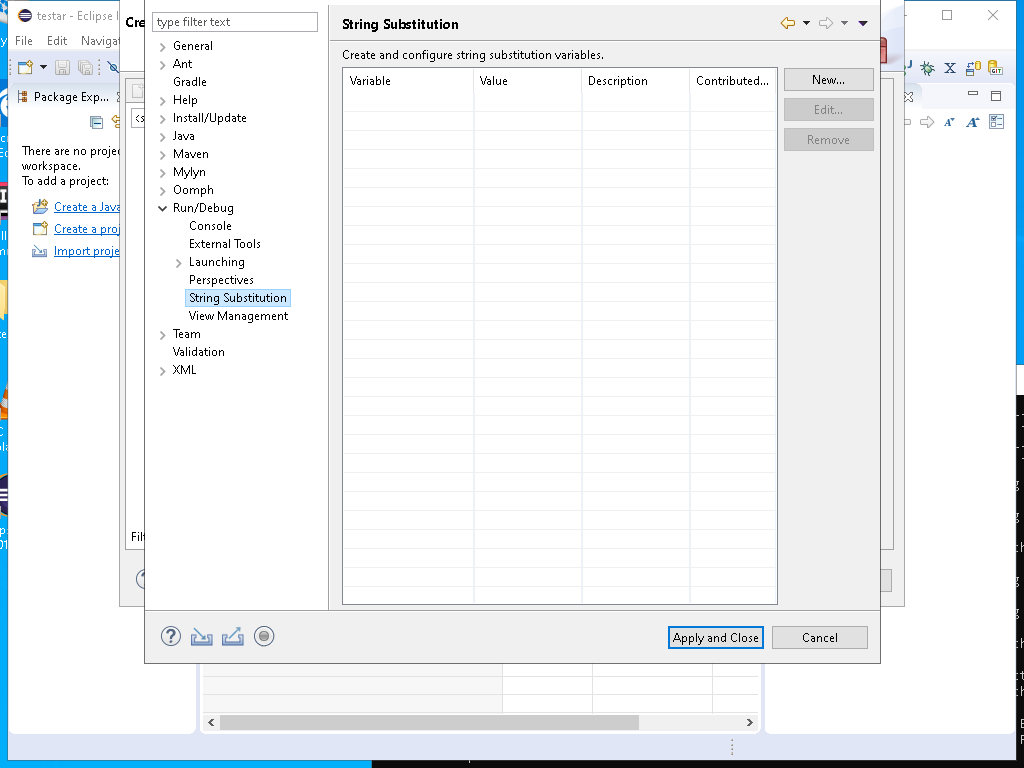 testar - Eclipse I
File Edit Navigat
Package Exp...
There are no projec
workspace.
To add a project:
Create a Java
Create a proj
Import proje
Cre
type filter text
General
Ant
Gradle
Help
Install/Update
Java
Maven
Mylyn
Oomph
Run/Debug
Console
External Tools
Launching
Perspectives
String Substitution
View Management
Team
Validation
XML
String Substitution
Create and configure string substitution variables.
Variable Value Description Contributed...
New...
Edit...
Remove
Apply and Close
Cancel